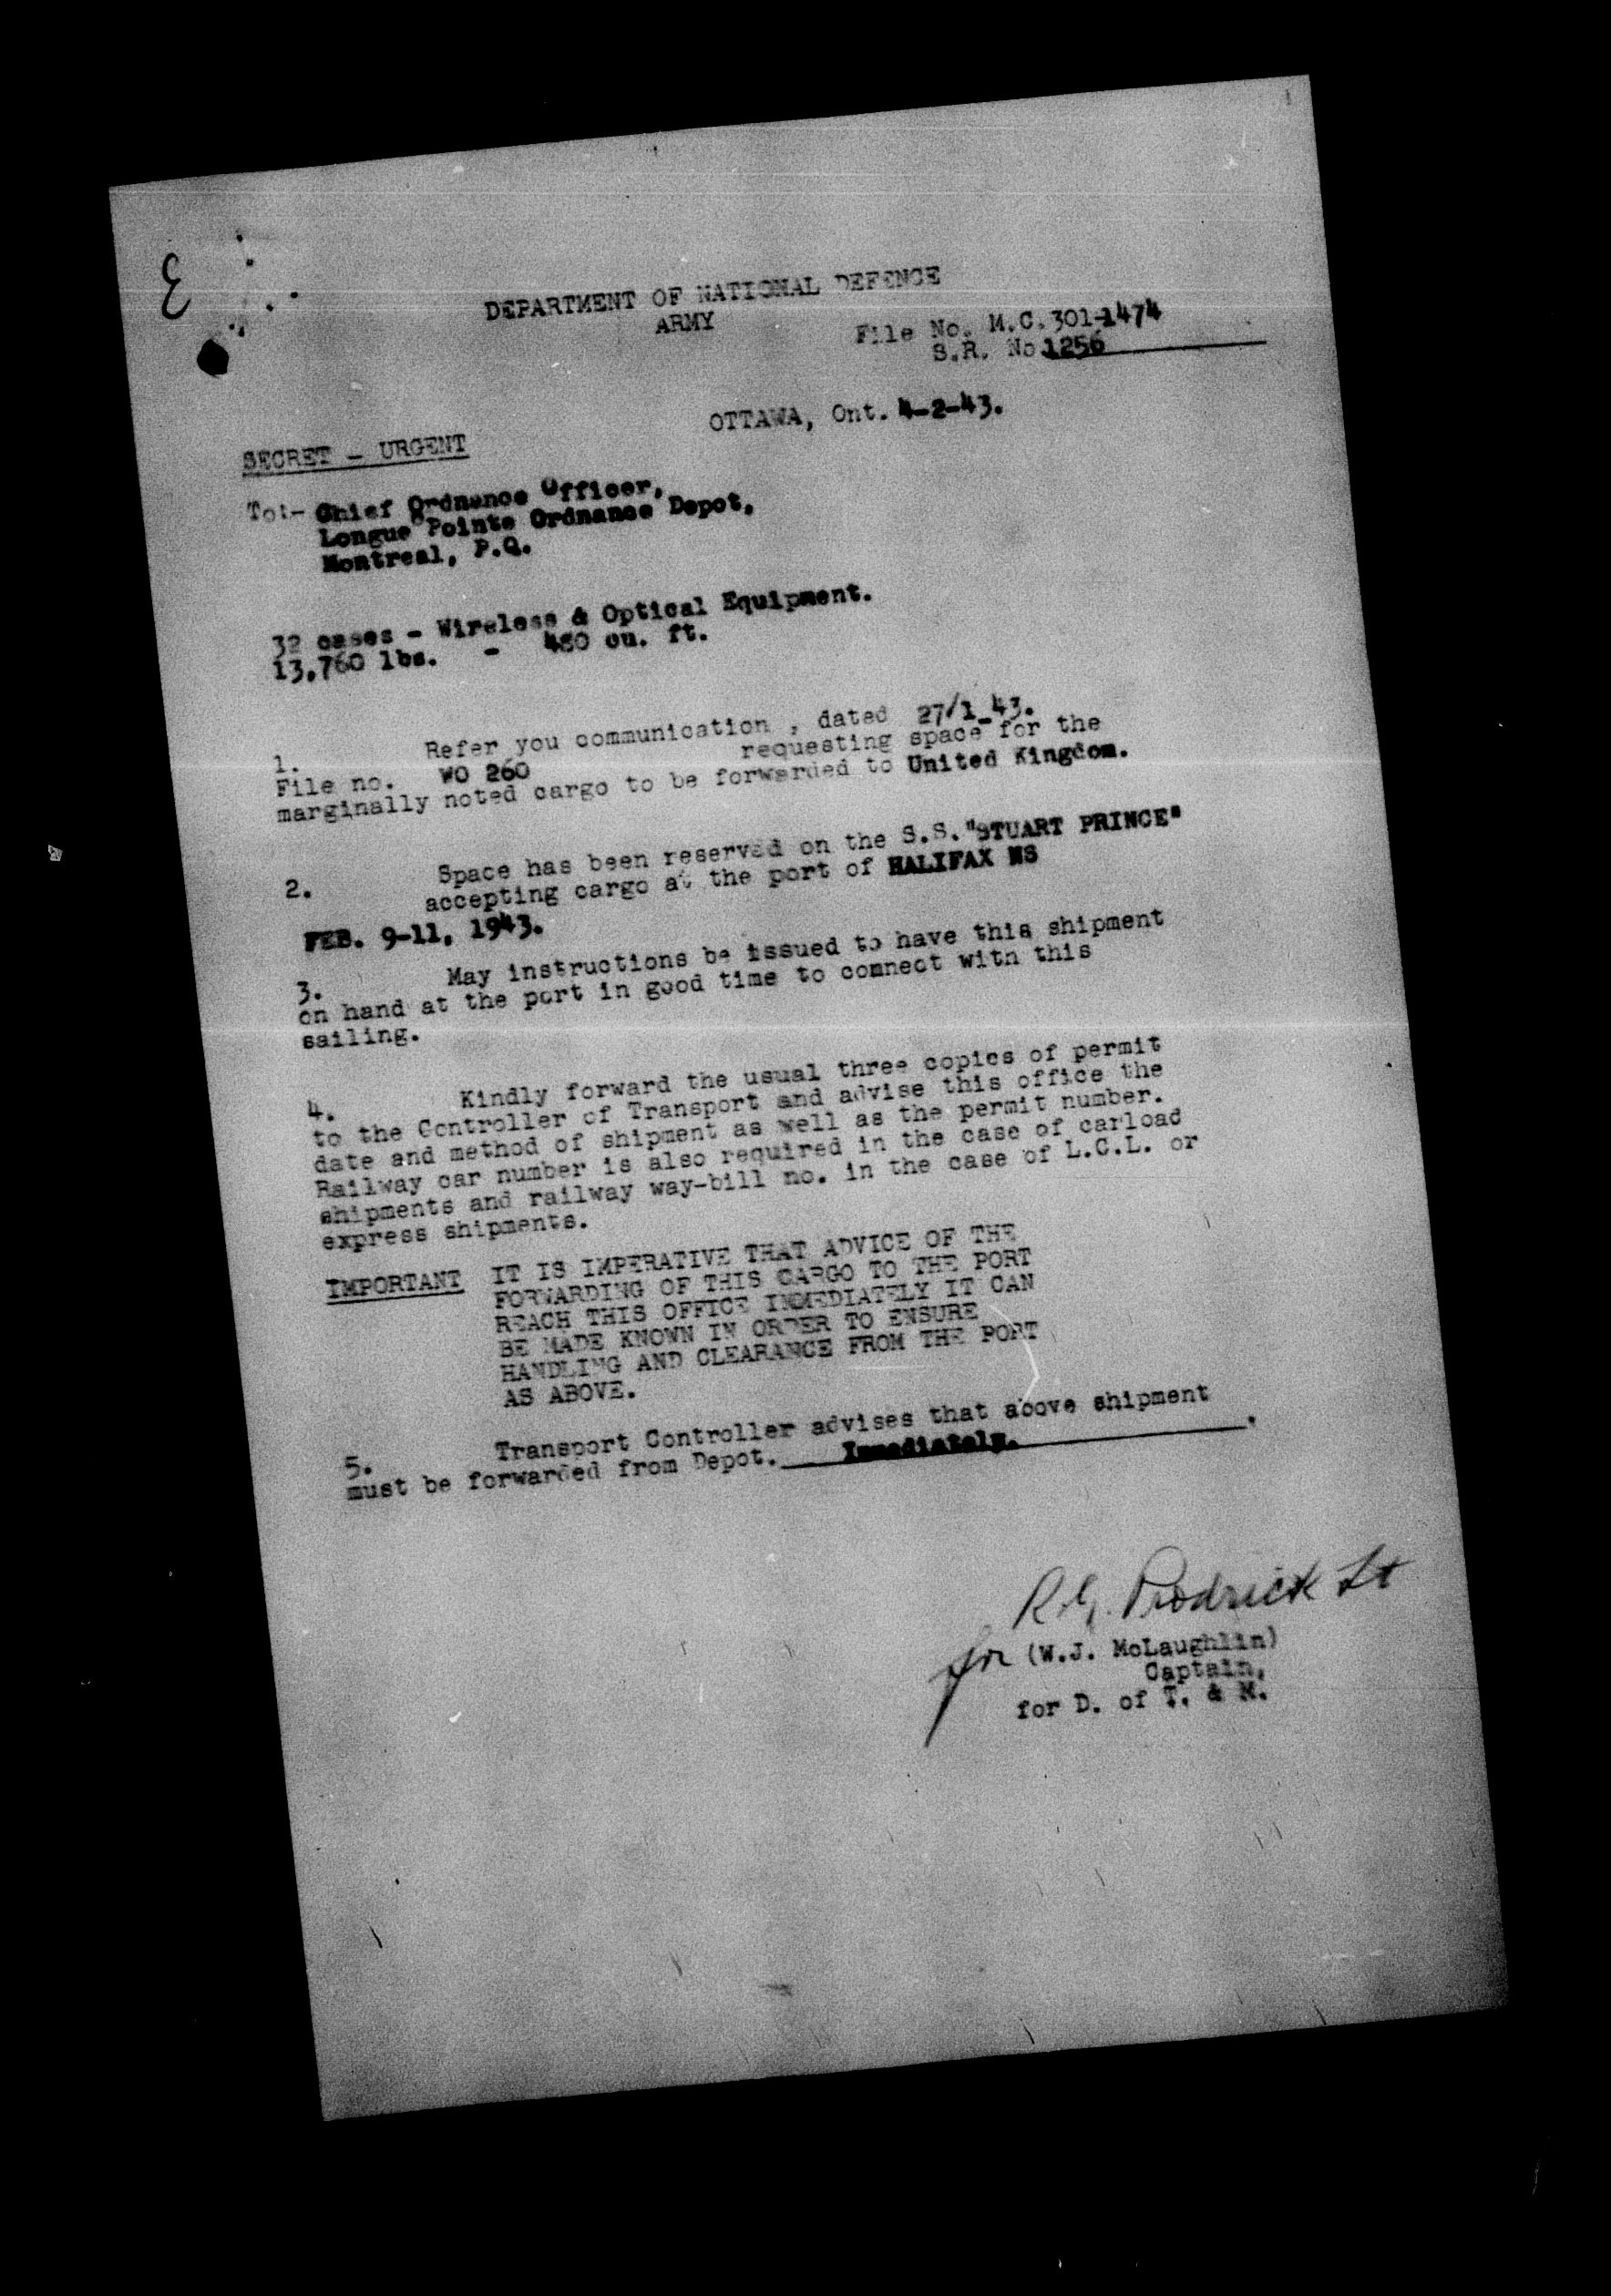 DEPARTMENT OF NATIONAL DEFENCE
ARMY
File No. M.C. 301-1474
S.R. No 1256
OTTAWA, Ont. 4-2-43.
SECRET - URGENT
To:- Chief Ordnance Officer,
Longue Pointe Ordnance Depot,
Montreal, P.Q.
32 cases - Wireless & Optical Equipment.
13,760 lbs. - 480 cu. ft.
1. Refer you communication , dated 27/1_43.
File no. WO 260 requesting space for the
marginally noted cargo to be forwarded to United Kingdom.
2. Space has been reserved on the S.S. "STUART PRINCE"
accepting cargo at the port of HALIFAX NS
FEB. 9-11, 1943.
3. May instructions be issued to have this shipment
on hand at the port in good time to connect with this
sailing.
4. Kindly forward the usual three copies of permit
to the Controller of Transport and advise this office the
date and method of shipment as well as the permit number.
Railway car number is also required in the case of carload
shipments and railway way-bill no. in the case of L.C.L. or
express shipments.
IMPORTANT IT IS IMPERATIVE THAT ADVICE OF THE
FORWARDING OF THIS CARGO TO THE PORT
REACH THIS OFFICE IMMEDIATELY IT CAN
BE MADE KNOWN IN ORDER TO ENSURE
HANDLING AND CLEARANCE FROM THE PORT
AS ABOVE.
5. Transport Controller advises that above shipment
must be forwarded from Depot. Immediately.
R.G. Brodrick Lt
for (W.J. McLaughlin)
Captain,
for D. of T. & M.